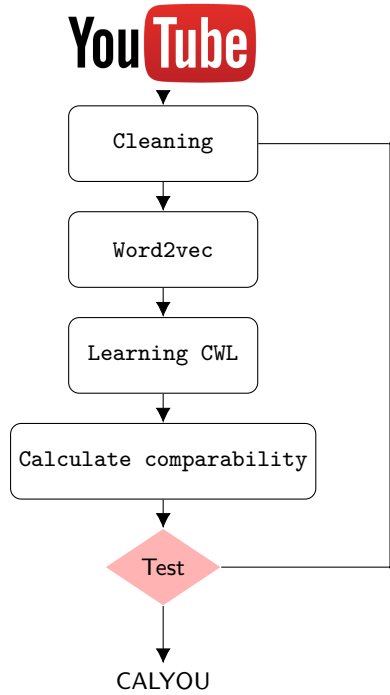 YouTube
Cleaning
Word2vec
Learning CWL
Calculate comparability
Test
CALYOU